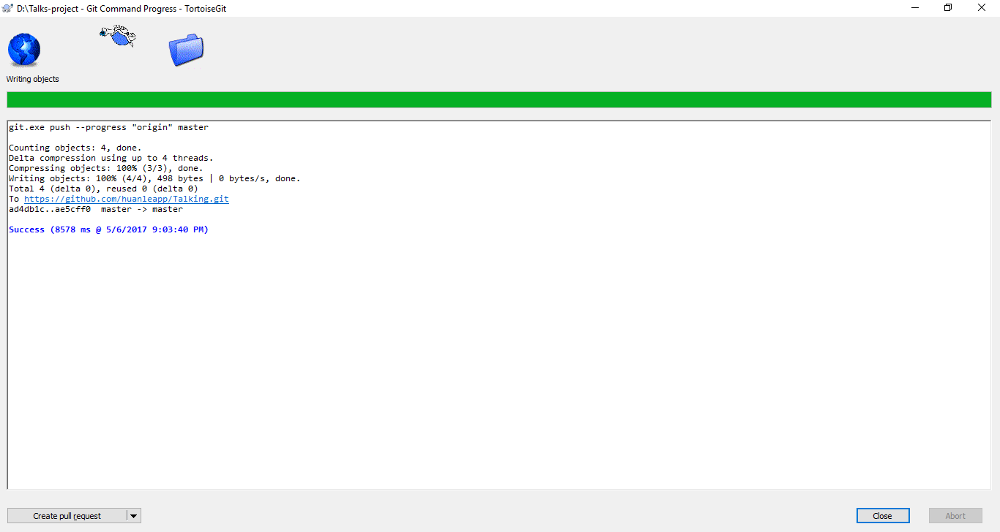 D:\Talks-project - Git Command Progress - TortoiseGit
Writing objects
git.exe push --progress "origin" master
Counting objects: 4, done.
Delta compression using up to 4 threads.
Compressing objects: 100% (3/3), done.
Writing objects: 100% (4/4), 498 bytes | 0 bytes/s, done.
Total 4 (delta 0), reused 0 (delta 0)
To https://github.com/huanleapp/Talking.git
ad4db1c..ae5cff0  master -> master
Success (8578 ms @ 5/6/2017 9:03:40 PM)
Create pull request
Close
Abort